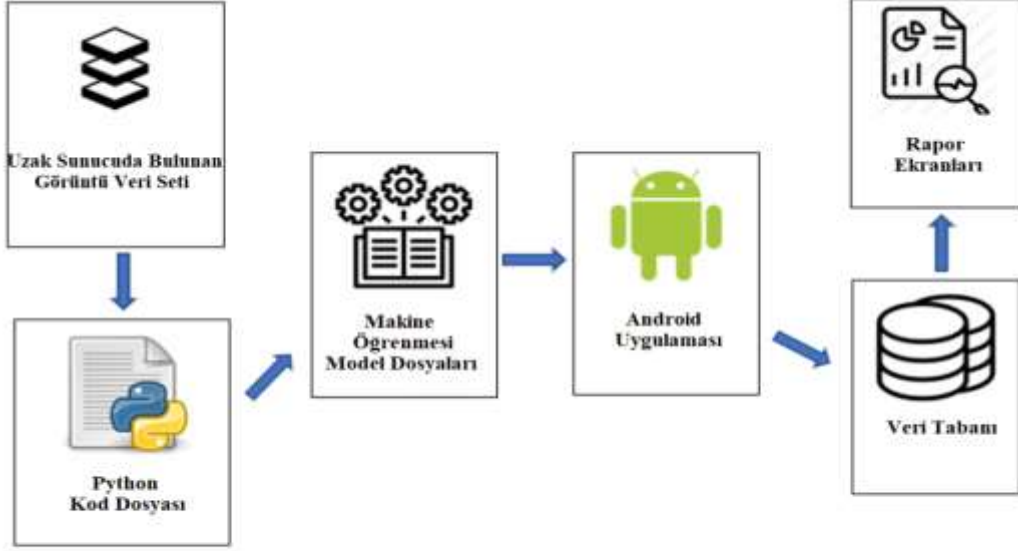 Uzak Sunucuda Bulunan
Görüntü Veri Seti
Python
Kod Dosyası
Makine
Öğrenmesi
Model Dosyaları
Android
Uygulaması
Veri Tabanı
Rapor
Ekranları